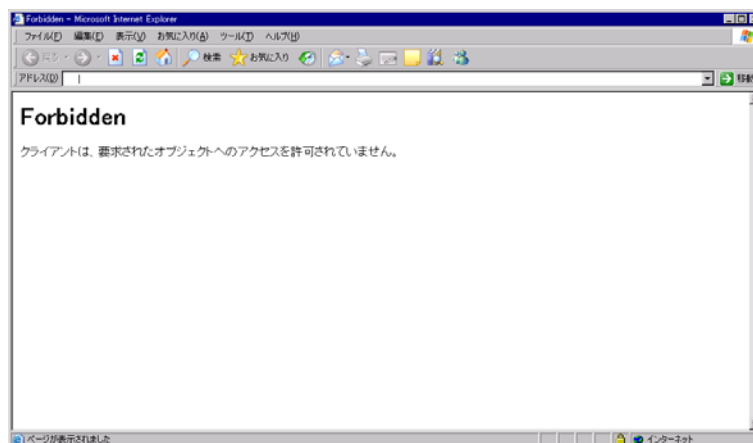 Forbidden - Microsoft Internet Explorer
ファイル(F) 編集(E) 表示(V) お気に入り(A) ツール(T) ヘルプ(H)
戻る 検索 お気に入り
アドレス(D) 移動
Forbidden
クライアントは、要求されたオブジェクトへのアクセスを許可されていません。
ページが表示されました インターネット